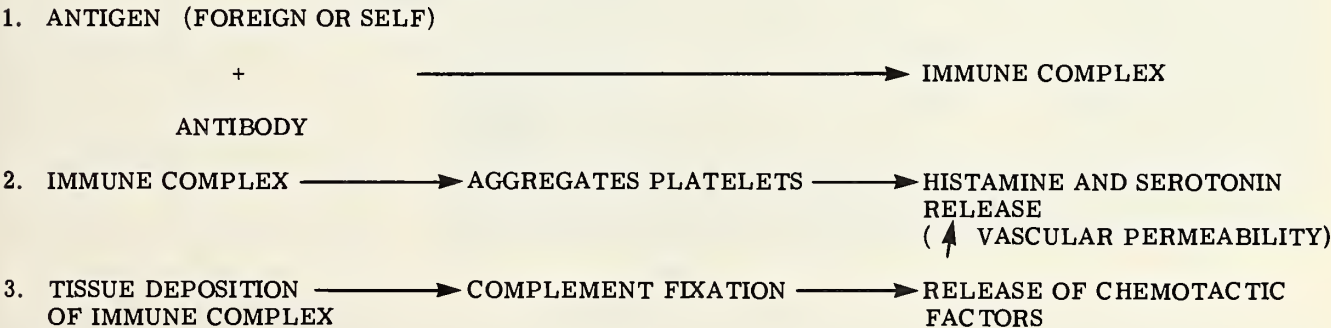 1. ANTIGEN (FOREIGN OR SELF)
+
IMMUNE COMPLEX
ANTIBODY
2. IMMUNE COMPLEX AGGREGATES PLATELETS HISTAMINE AND SEROTONIN
RELEASE
( VASCULAR PERMEABILITY)
3. TISSUE DEPOSITION COMPLEMENT FIXATION RELEASE OF CHEMOTACTIC
OF IMMUNE COMPLEX FACTORS